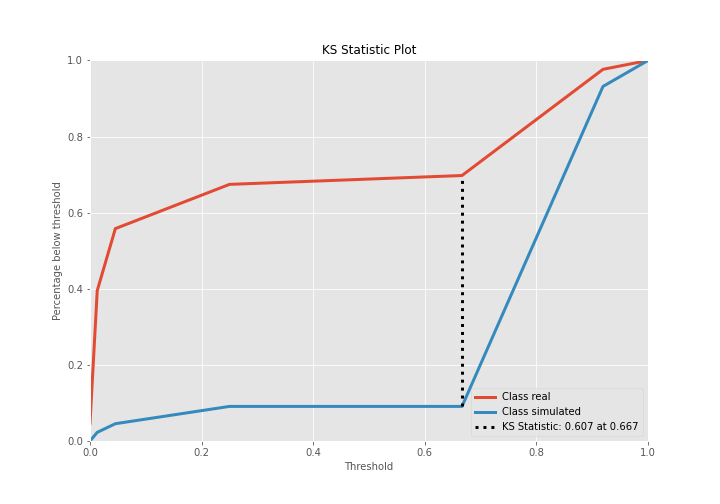 KS Statistic Plot
1.0
0.8
0.6
0.4
0.2
0.0
Percentage below threshold
0.0 0.2 0.4 0.6 0.8 1.0
Threshold
Class real
Class simulated
KS Statistic: 0.607 at 0.667